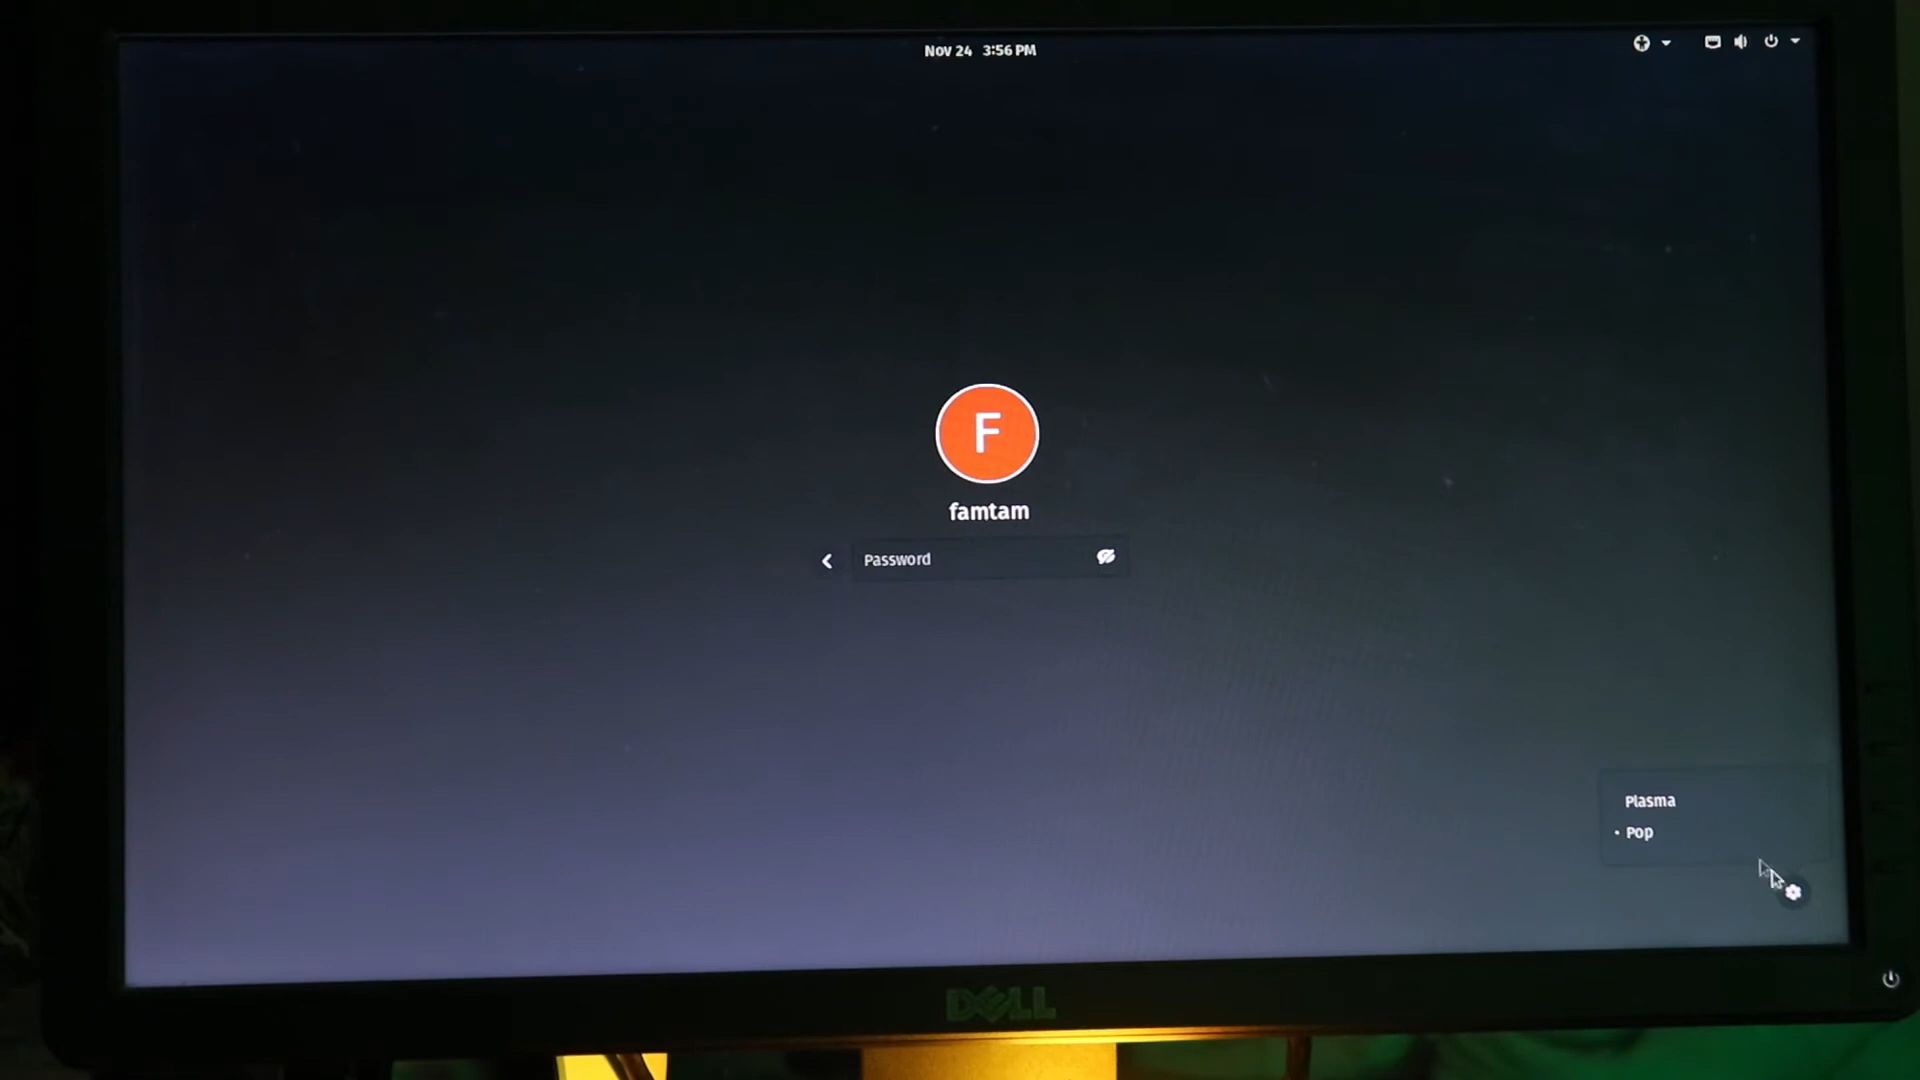 Nov 24 3:56 PM
F
famtam
Password
Plasma
• Pop
DELL